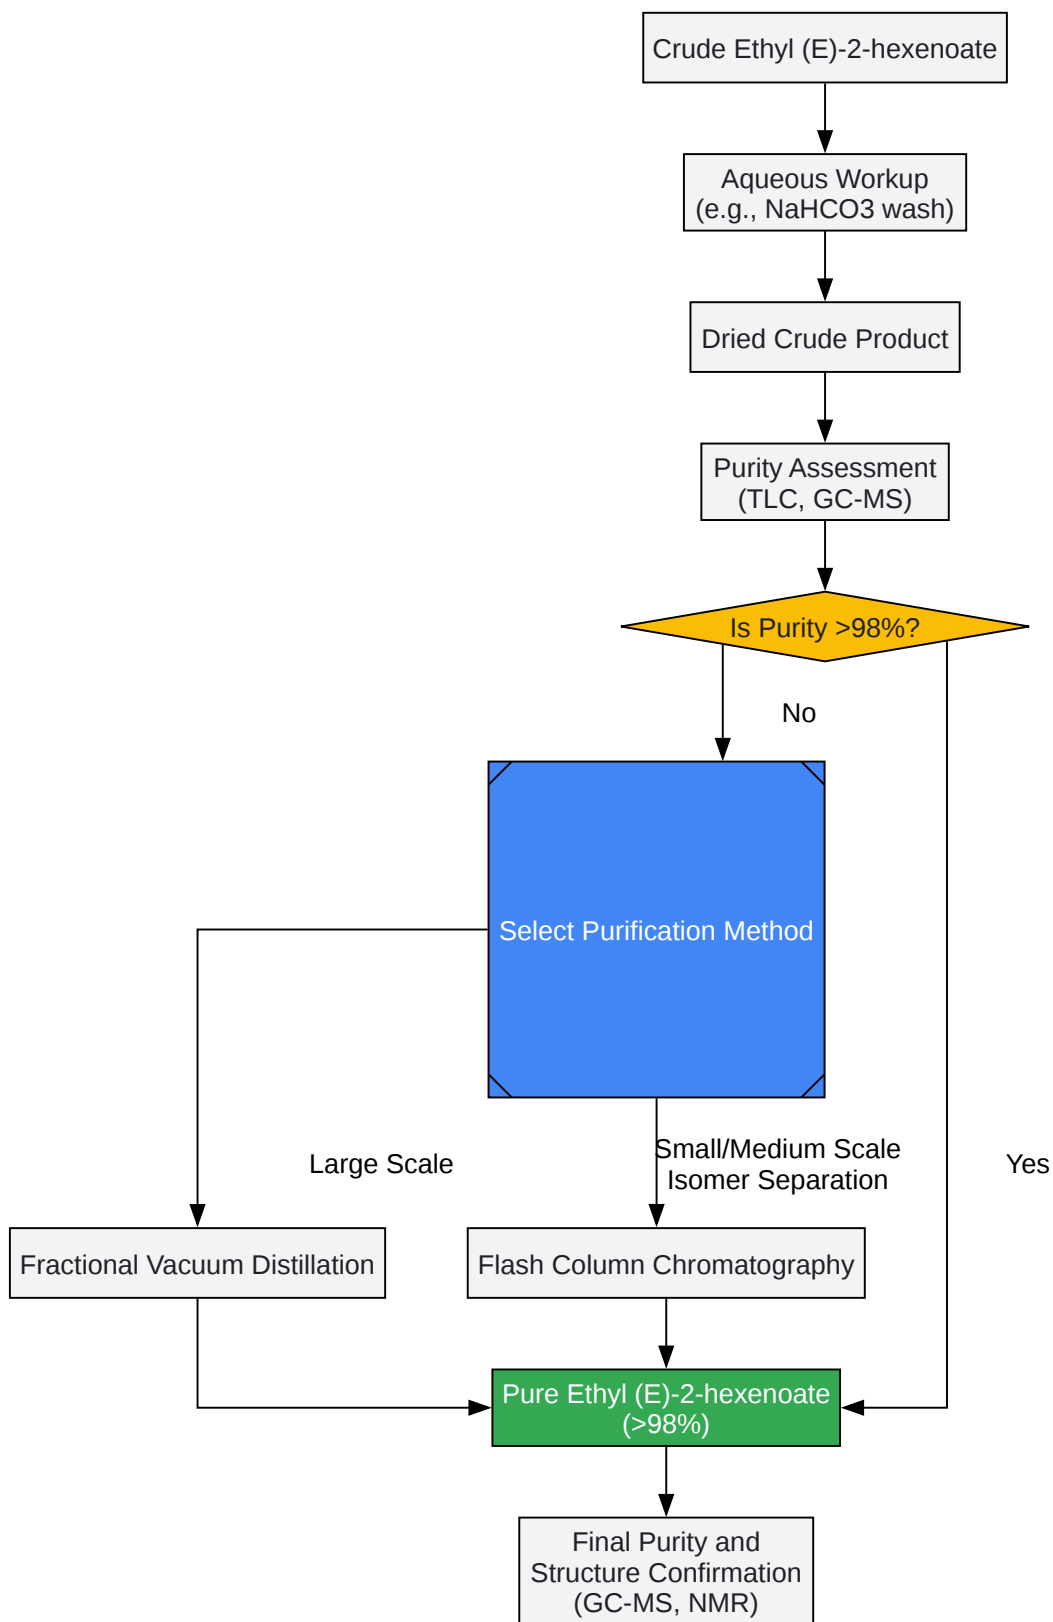 Crude Ethyl (E)-2-hexenoate
Aqueous Workup
(e.g., NaHCO3 wash)
Dried Crude Product
Purity Assessment
(TLC, GC-MS)
Is Purity >98%?
No
Select Purification Method
Large Scale
Small/Medium Scale
Isomer Separation
Yes
Fractional Vacuum Distillation
Flash Column Chromatography
Pure Ethyl (E)-2-hexenoate
(>98%)
Final Purity and
Structure Confirmation
(GC-MS, NMR)